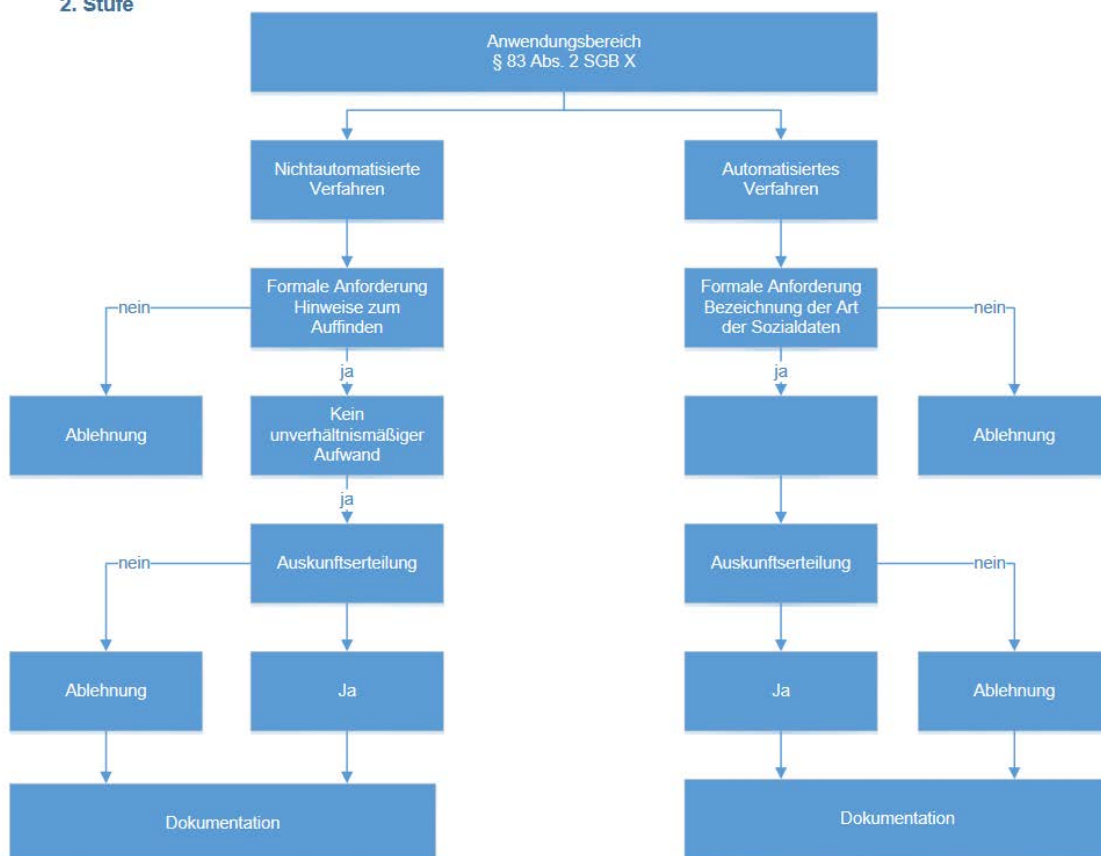 2. Stufe
Anwendungsbereich
§ 83 Abs. 2 SGB X
Nichtautomatisierte
Verfahren
Automatisiertes
Verfahren
nein
Formale Anforderung
Hinweise zum
Auffinden
Formale Anforderung
Bezeichnung der Art
der Sozialdaten
nein
ja
ja
Ablehnung
Kein
unverhältnismäßiger
Aufwand
Ablehnung
ja
nein
Auskunftserteilung
Auskunftserteilung
nein
Ablehnung
Ja
Ja
Ablehnung
Dokumentation
Dokumentation